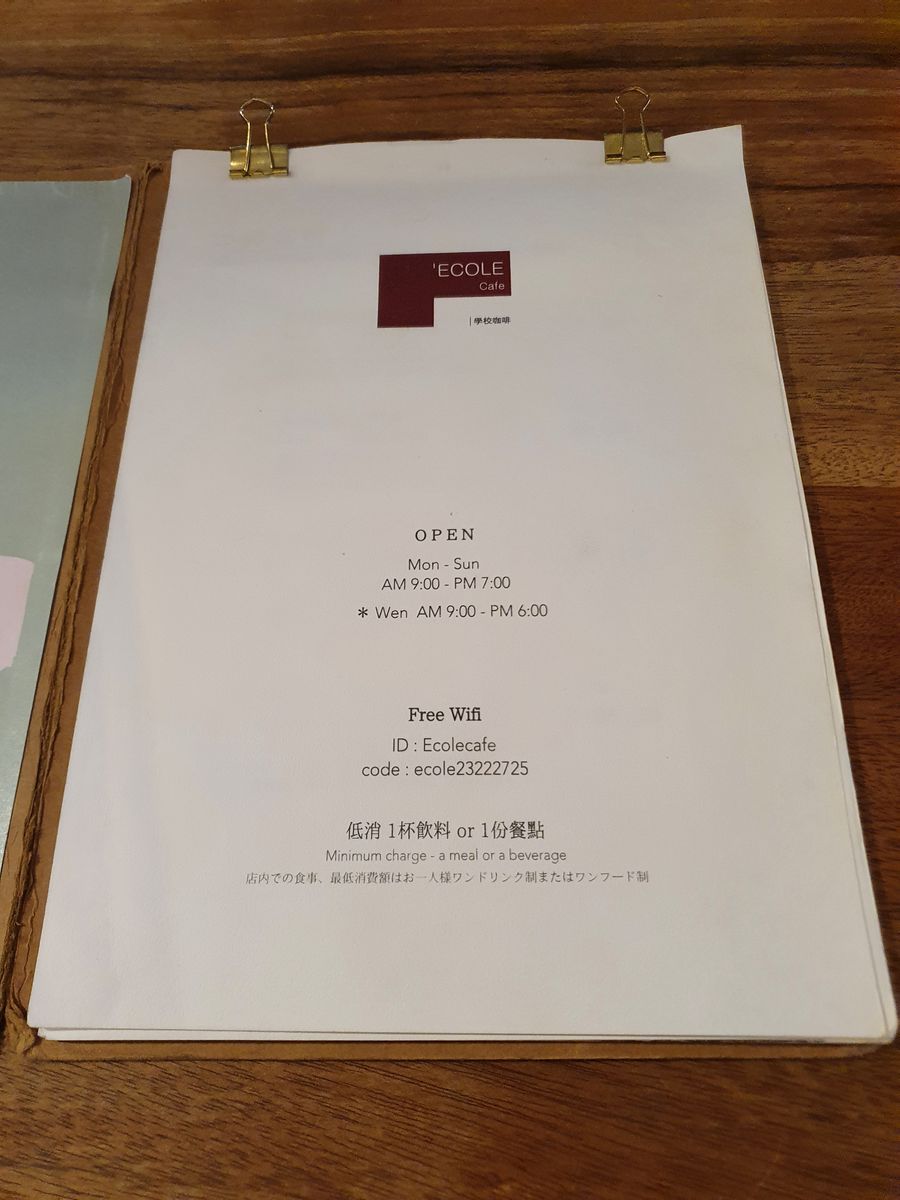 'ECOLE
Cafe
|學校咖啡
OPEN
Mon - Sun
AM 9:00 - PM 7:00
＊ Wen AM 9:00 - PM 6:00
Free Wifi
ID : Ecolecafe
code : ecole23222725
低消 1杯飲料 or 1份餐點
Minimum charge - a meal or a beverage
店内での食事、最低消費額はお一人様ワンドリンク制またはワンフード制